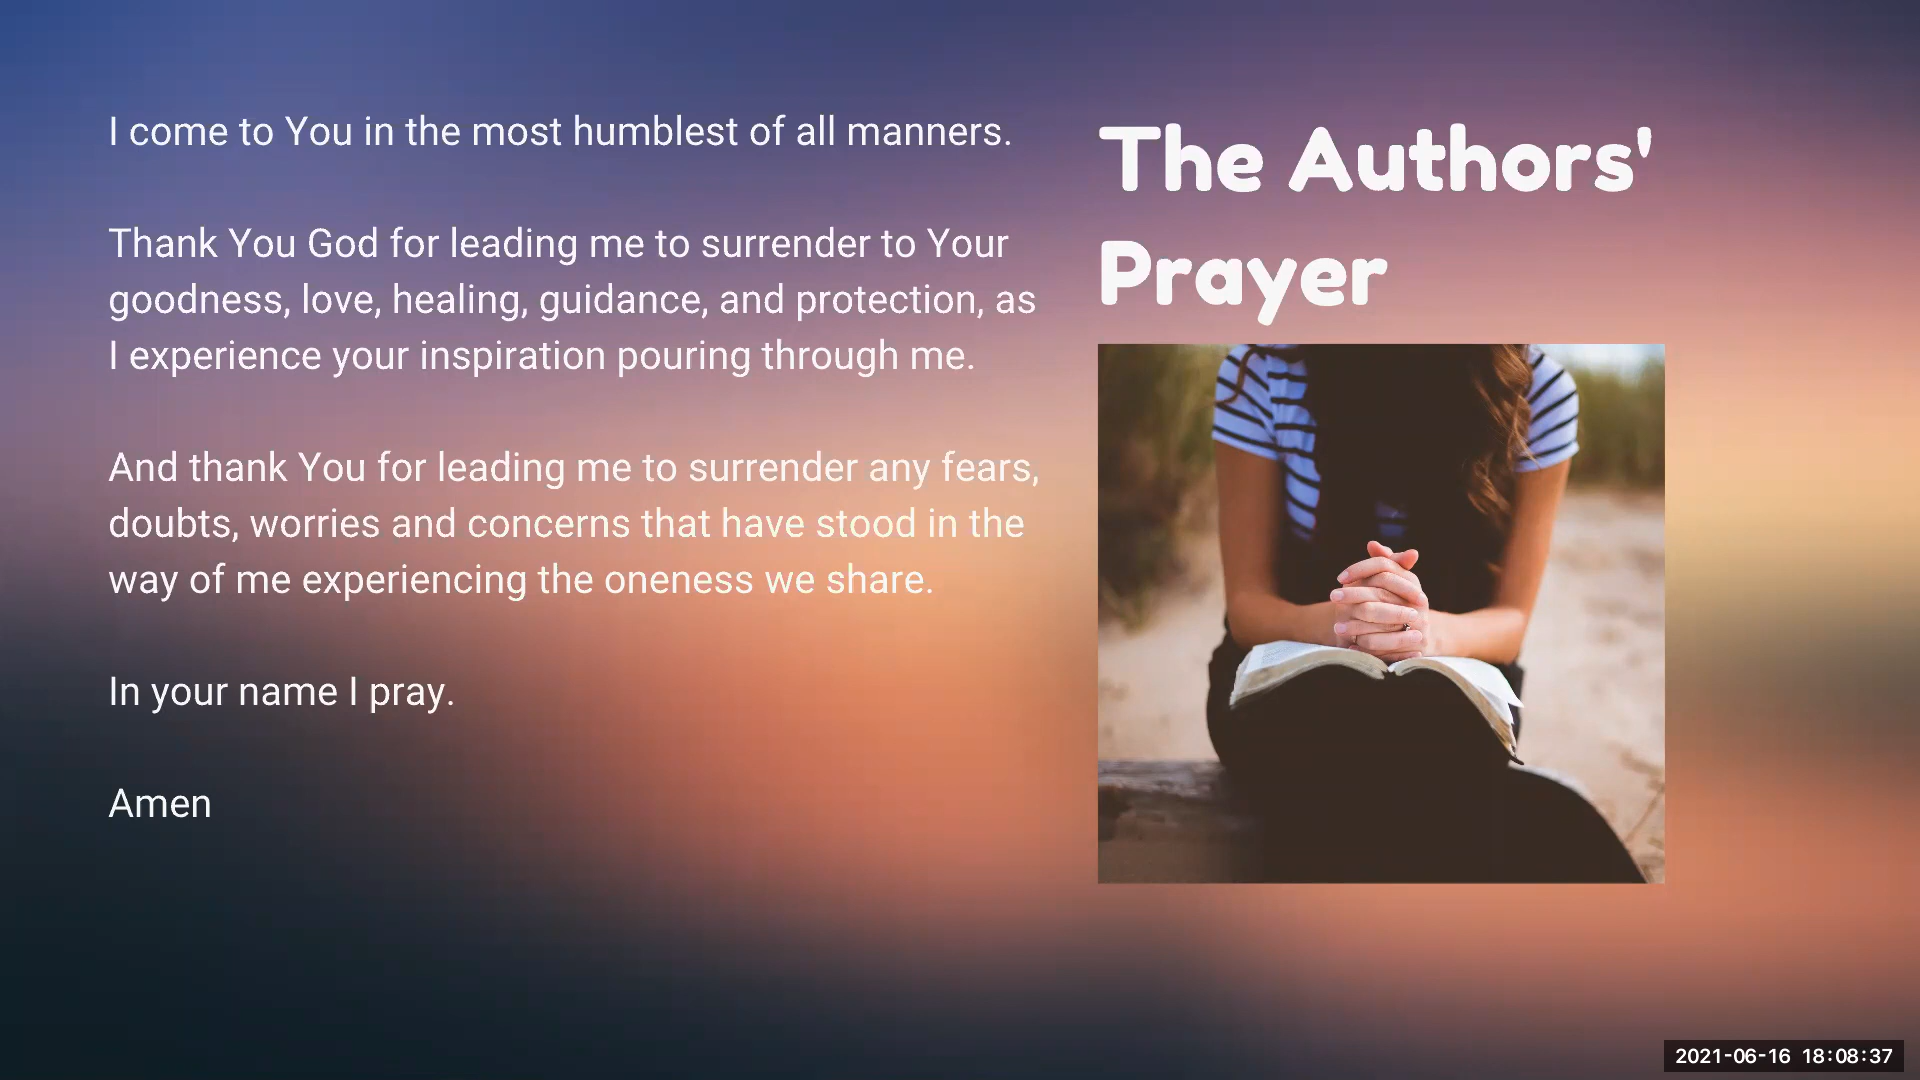 I come to You in the most humblest of all manners.
Thank You God for leading me to surrender to Your
goodness, love, healing, guidance, and protection, as
I experience your inspiration pouring through me.
And thank You for leading me to surrender any fears,
doubts, worries and concerns that have stood in the
way of me experiencing the oneness we share.
In your name I pray.
Amen
The Authors'
Prayer
2021-06-16 18:08:37